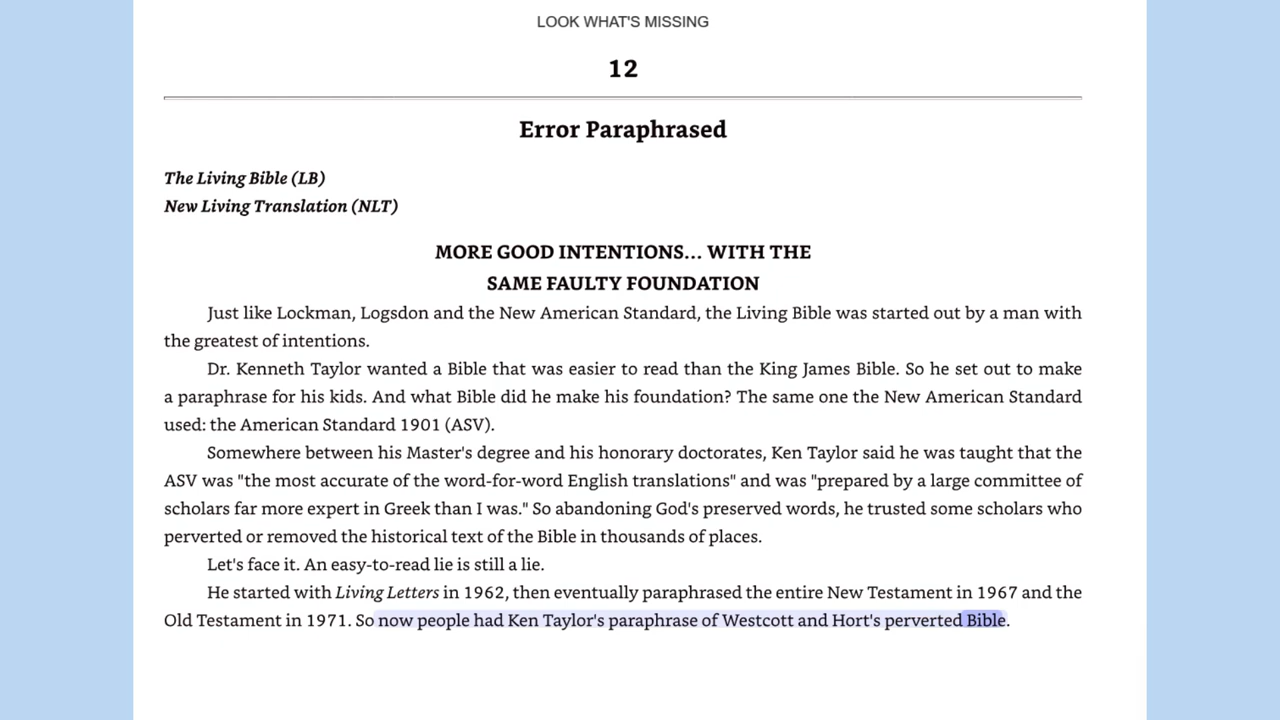 LOOK WHAT'S MISSING
12
Error Paraphrased
The Living Bible (LB)
New Living Translation (NLT)
MORE GOOD INTENTIONS... WITH THE
SAME FAULTY FOUNDATION
Just like Lockman, Logsdon and the New American Standard, the Living Bible was started out by a man with
the greatest of intentions.
Dr. Kenneth Taylor wanted a Bible that was easier to read than the King James Bible. So he set out to make
a paraphrase for his kids. And what Bible did he make his foundation? The same one the New American Standard
used: the American Standard 1901 (ASV).
Somewhere between his Master's degree and his honorary doctorates, Ken Taylor said he was taught that the
ASV was "the most accurate of the word-for-word English translations" and was "prepared by a large committee of
scholars far more expert in Greek than I was." So abandoning God's preserved words, he trusted some scholars who
perverted or removed the historical text of the Bible in thousands of places.
Let's face it. An easy-to-read lie is still a lie.
He started with Living Letters in 1962, then eventually paraphrased the entire New Testament in 1967 and the
Old Testament in 1971. So now people had Ken Taylor's paraphrase of Westcott and Hort's perverted Bible.